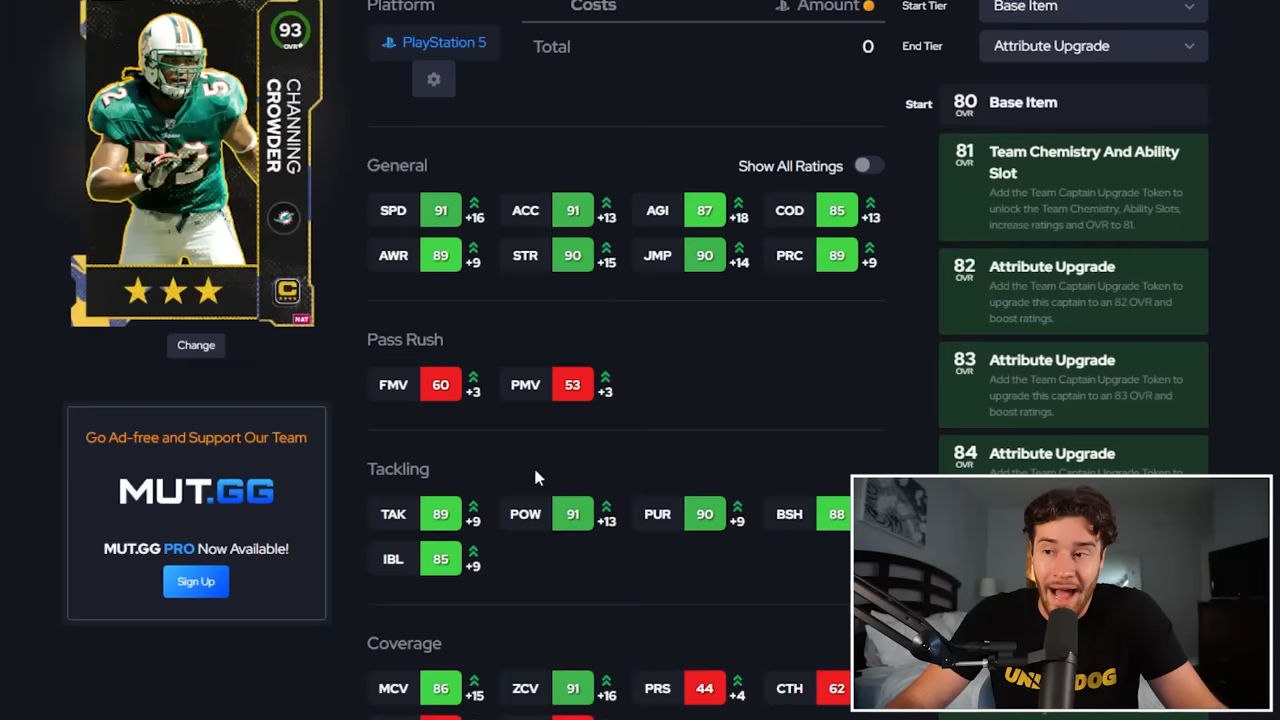 93
OVR
CHANNING
CROWDER
52
C
NAT
Change
Go Ad-free and Support Our Team
MUT.GG
MUT.GG PRO Now Available!
Sign Up
Platform
PlayStation 5
Costs
Amount
Total
0
General
Show All Ratings
SPD 91 +16 ACC 91 +13 AGI 87 +18 COD 85 +13
AWR 89 +9 STR 90 +15 JMP 90 +14 PRC 89 +9
Pass Rush
FMV 60 +3 PMV 53 +3
Tackling
TAK 89 +9 POW 91 +13 PUR 90 +9 BSH 88
IBL 85 +9
Coverage
MCV 86 +15 ZCV 91 +16 PRS 44 +4 CTH 62
Start Tier
Base Item
End Tier
Attribute Upgrade
Start
80
OVR
Base Item
81
OVR
Team Chemistry And Ability
Slot
Add the Team Captain Upgrade Token to
unlock the Team Chemistry, Ability Slots,
increase ratings and OVR to 81.
82
OVR
Attribute Upgrade
Add the Team Captain Upgrade Token to
upgrade this captain to an 82 OVR and
boost ratings.
83
OVR
Attribute Upgrade
Add the Team Captain Upgrade Token to
upgrade this captain to an 83 OVR and
boost ratings.
84
OVR
Attribute Upgrade